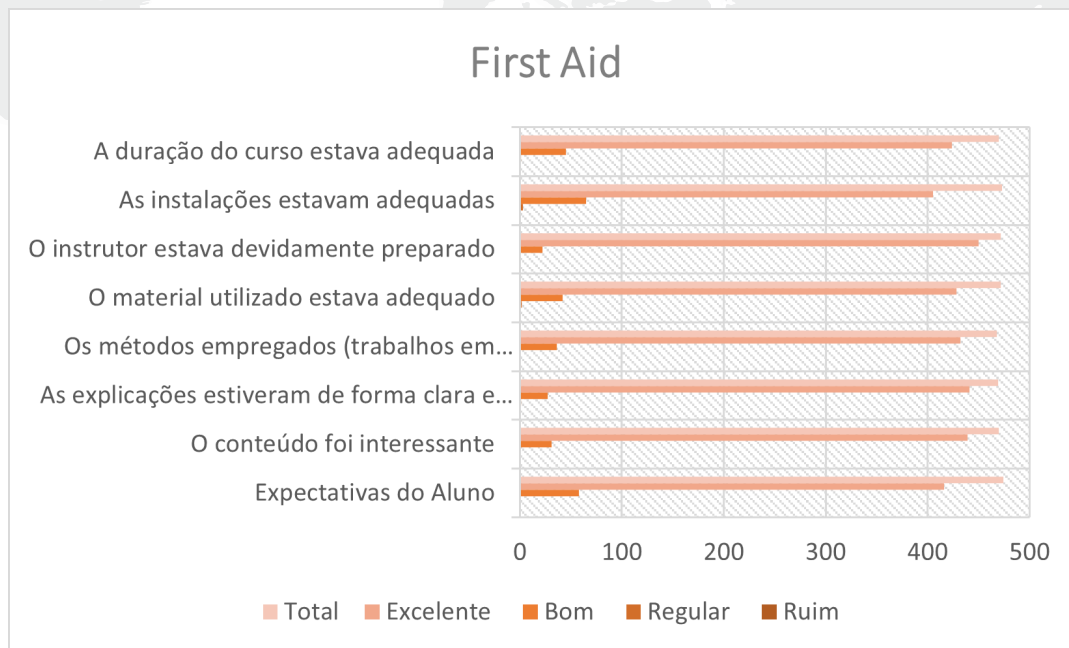 First Aid
A duração do curso estava adequada
As instalações estavam adequadas
O instrutor estava devidamente preparado
O material utilizado estava adequado
Os métodos empregados (trabalhos em...
As explicações estiveram de forma clara e...
O conteúdo foi interessante
Expectativas do Aluno
0 100 200 300 400 500
Total Excelente Bom Regular Ruim